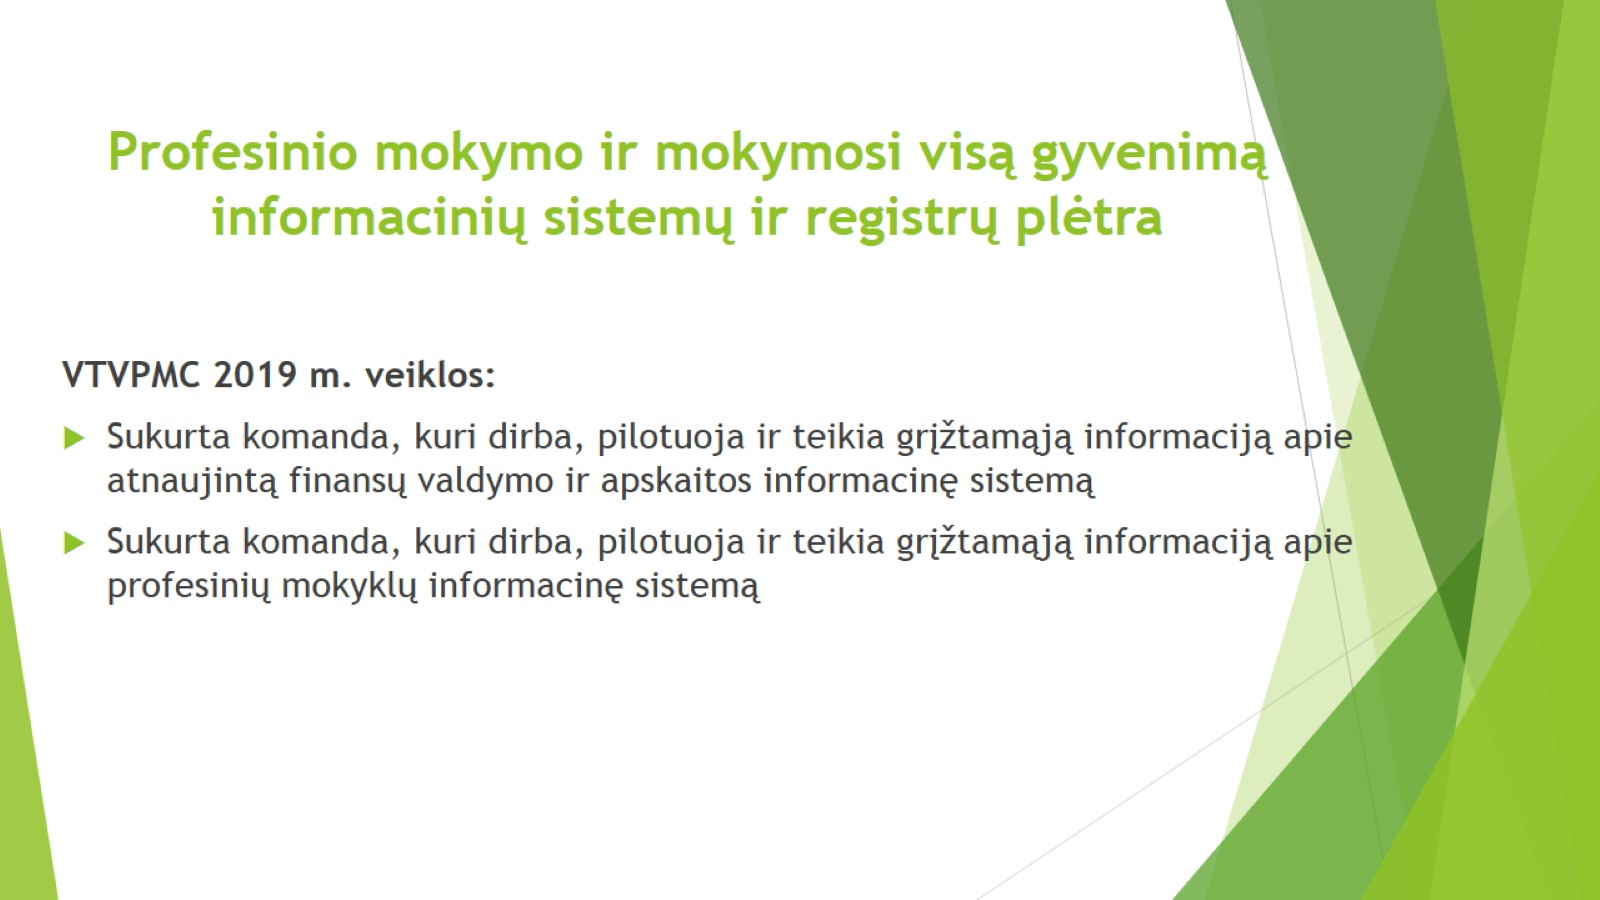 Profesinio mokymo ir mokymosi visą gyvenimą
informacinių sistemų ir registrų plėtra
VTVPMC 2019 m. veiklos:
Sukurta komanda, kuri dirba, pilotuoja ir teikia grįžtamąją informaciją apie
atnaujintą finansų valdymo ir apskaitos informacinę sistemą
Sukurta komanda, kuri dirba, pilotuoja ir teikia grįžtamąją informaciją apie
profesinių mokyklų informacinę sistemą